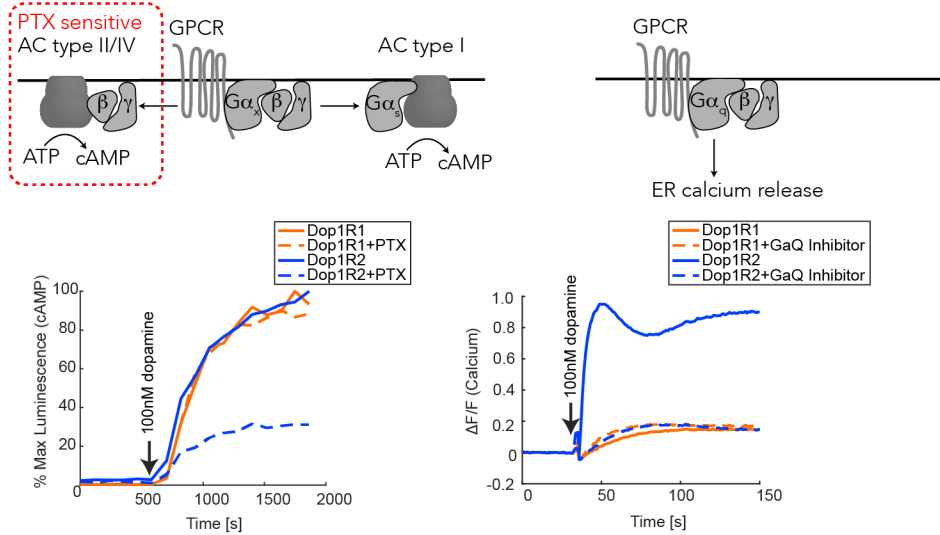 PTX sensitive
AC type II/IV
GPCR
AC type I
GPCR
β
γ
Gαx
β
γ
Gαs
Gαq
β
γ
ATP
cAMP
ATP
cAMP
ER calcium release
Dop1R1
Dop1R1+PTX
Dop1R2
Dop1R2+PTX
% Max Luminescence (cAMP)
100
80
60
40
20
100nM dopamine
0
500
1000
1500
2000
Time [s]
Dop1R1
Dop1R1+GaQ Inhibitor
Dop1R2
Dop1R2+GaQ Inhibitor
ΔF/F (Calcium)
1.0
0.8
0.6
0.4
0.2
0
-0.2
100nM dopamine
0
50
100
150
Time [s]